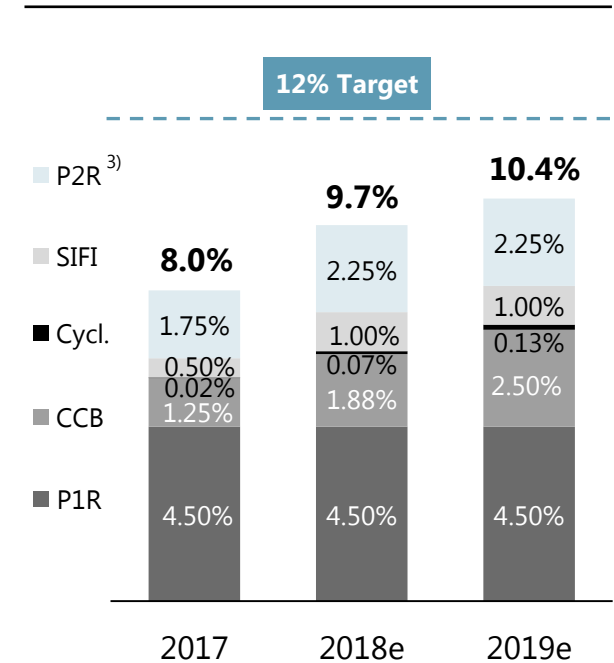 12% Target
P2R 3)
SIFI
Cycl.
CCB
P1R
8.0%
1.75%
0.50%
0.02%
1.25%
4.50%
9.7%
2.25%
1.00%
0.07%
1.88%
4.50%
10.4%
2.25%
1.00%
0.13%
2.50%
4.50%
2017
2018e
2019e